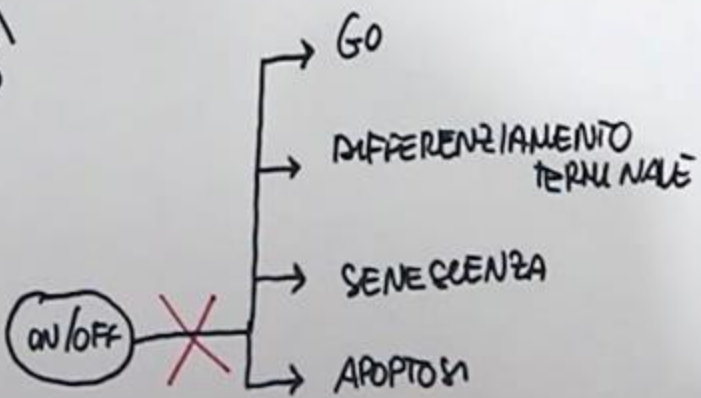 G0
DIFFERENZIAMENTO
TERMINALE
SENESCENZA
ON/OFF
APOPTOSI